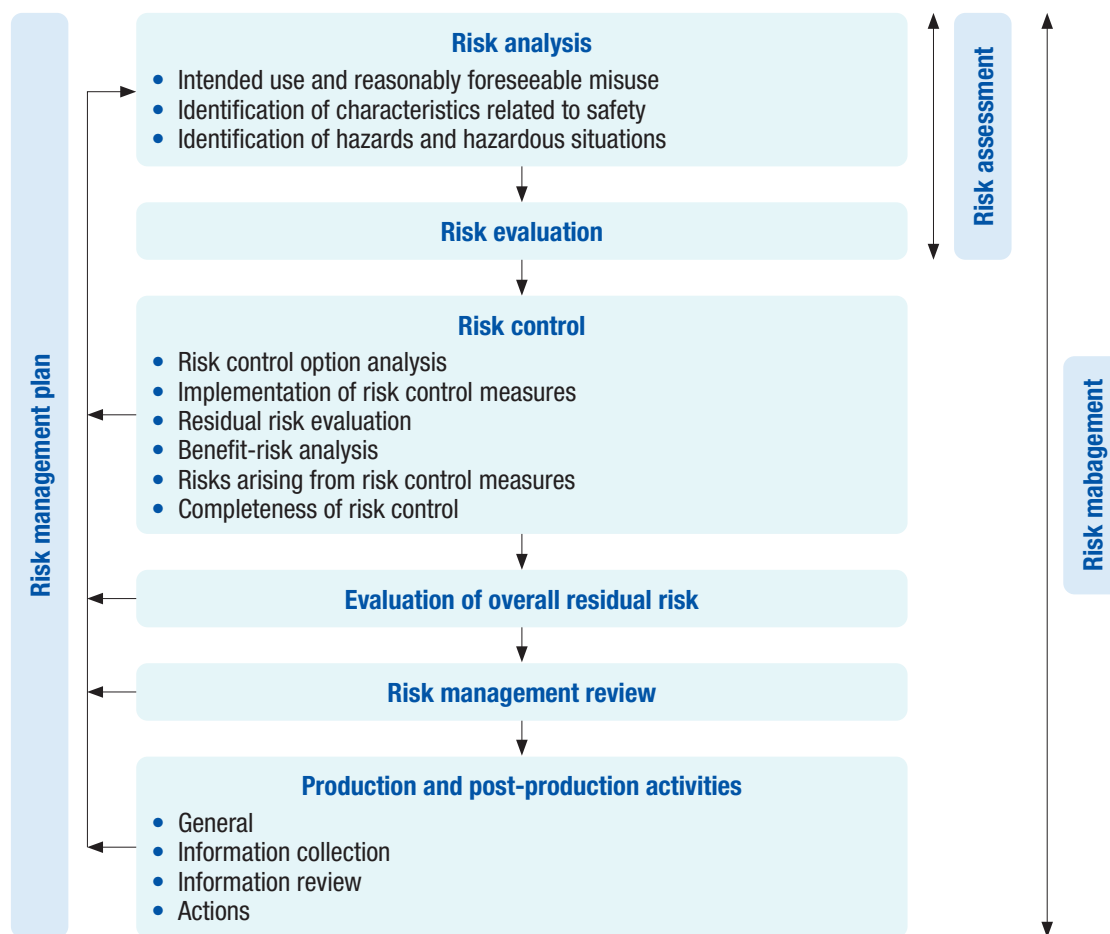 Risk management plan
Risk analysis
• Intended use and reasonably foreseeable misuse
• Identification of characteristics related to safety
• Identification of hazards and hazardous situations
Risk evaluation
Risk assessment
Risk control
• Risk control option analysis
• Implementation of risk control measures
• Residual risk evaluation
• Benefit-risk analysis
• Risks arising from risk control measures
• Completeness of risk control
Evaluation of overall residual risk
Risk management review
Production and post-production activities
• General
• Information collection
• Information review
• Actions
Risk mabagement